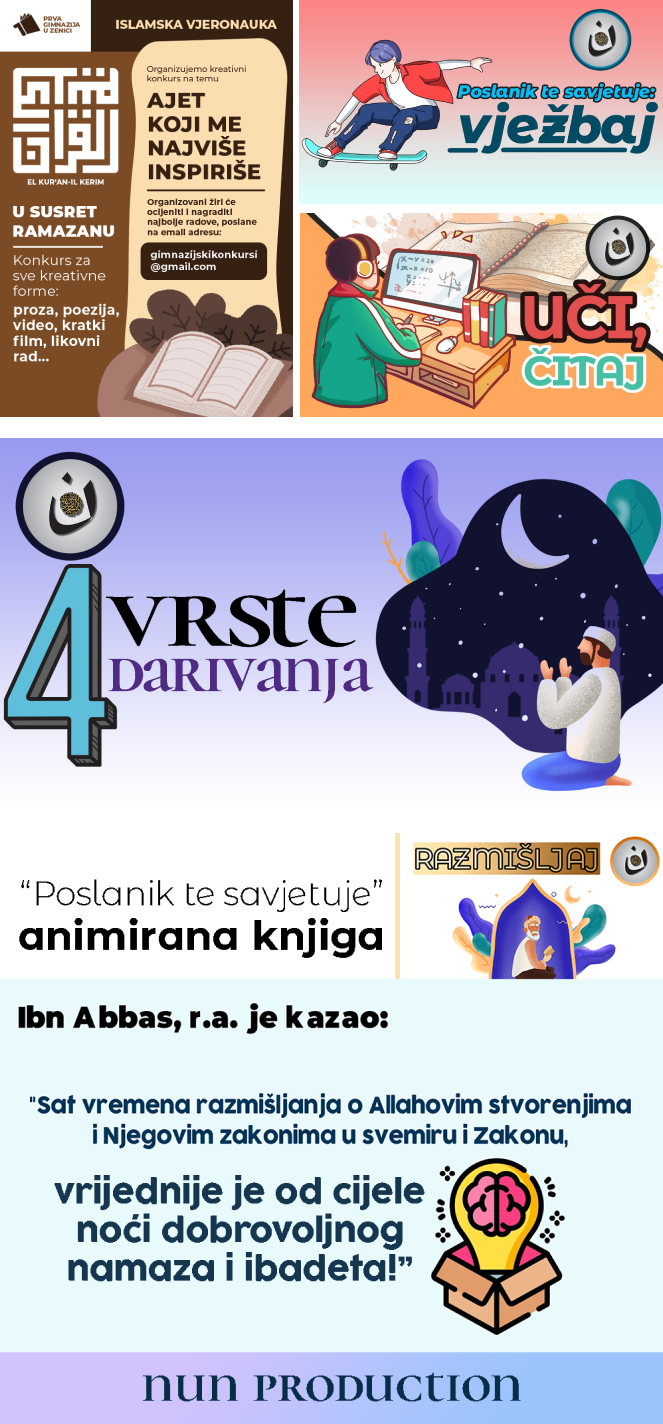 PRVA
GIMNAZIJA
U ZENICI
ISLAMSKA VJERONAUKA
Organizujemo kreativni
konkurs na temu
AJET
KOJI ME
NAJVIŠE
INSPIRIŠE
Organizovani žiri će
ocijeniti i nagraditi
najbolje radove, poslane
na email adresu:
gimnazijskikonkursi
@gmail.com
EL KUR'AN-IL KERIM
U SUSRET
RAMAZANU
Konkurs za
sve kreativne
forme:
proza, poezija,
video, kratki
film, likovni
rad...
ن
Poslanik te savjetuje:
vježbaj
ن
UČI,
ČITAJ
ن
4 VRSTE
DARIVANJA
"Poslanik te savjetuje"
animirana knjiga
RAZMIŠLJAJ
ن
Ibn Abbas, r.a. je kazao:
"Sat vremena razmišljanja o Allahovim stvorenjima
i Njegovim zakonima u svemiru i Zakonu,
vrijednije je od cijele
noći dobrovoljnog
namaza i ibadeta!”
NUN PRODUCTION